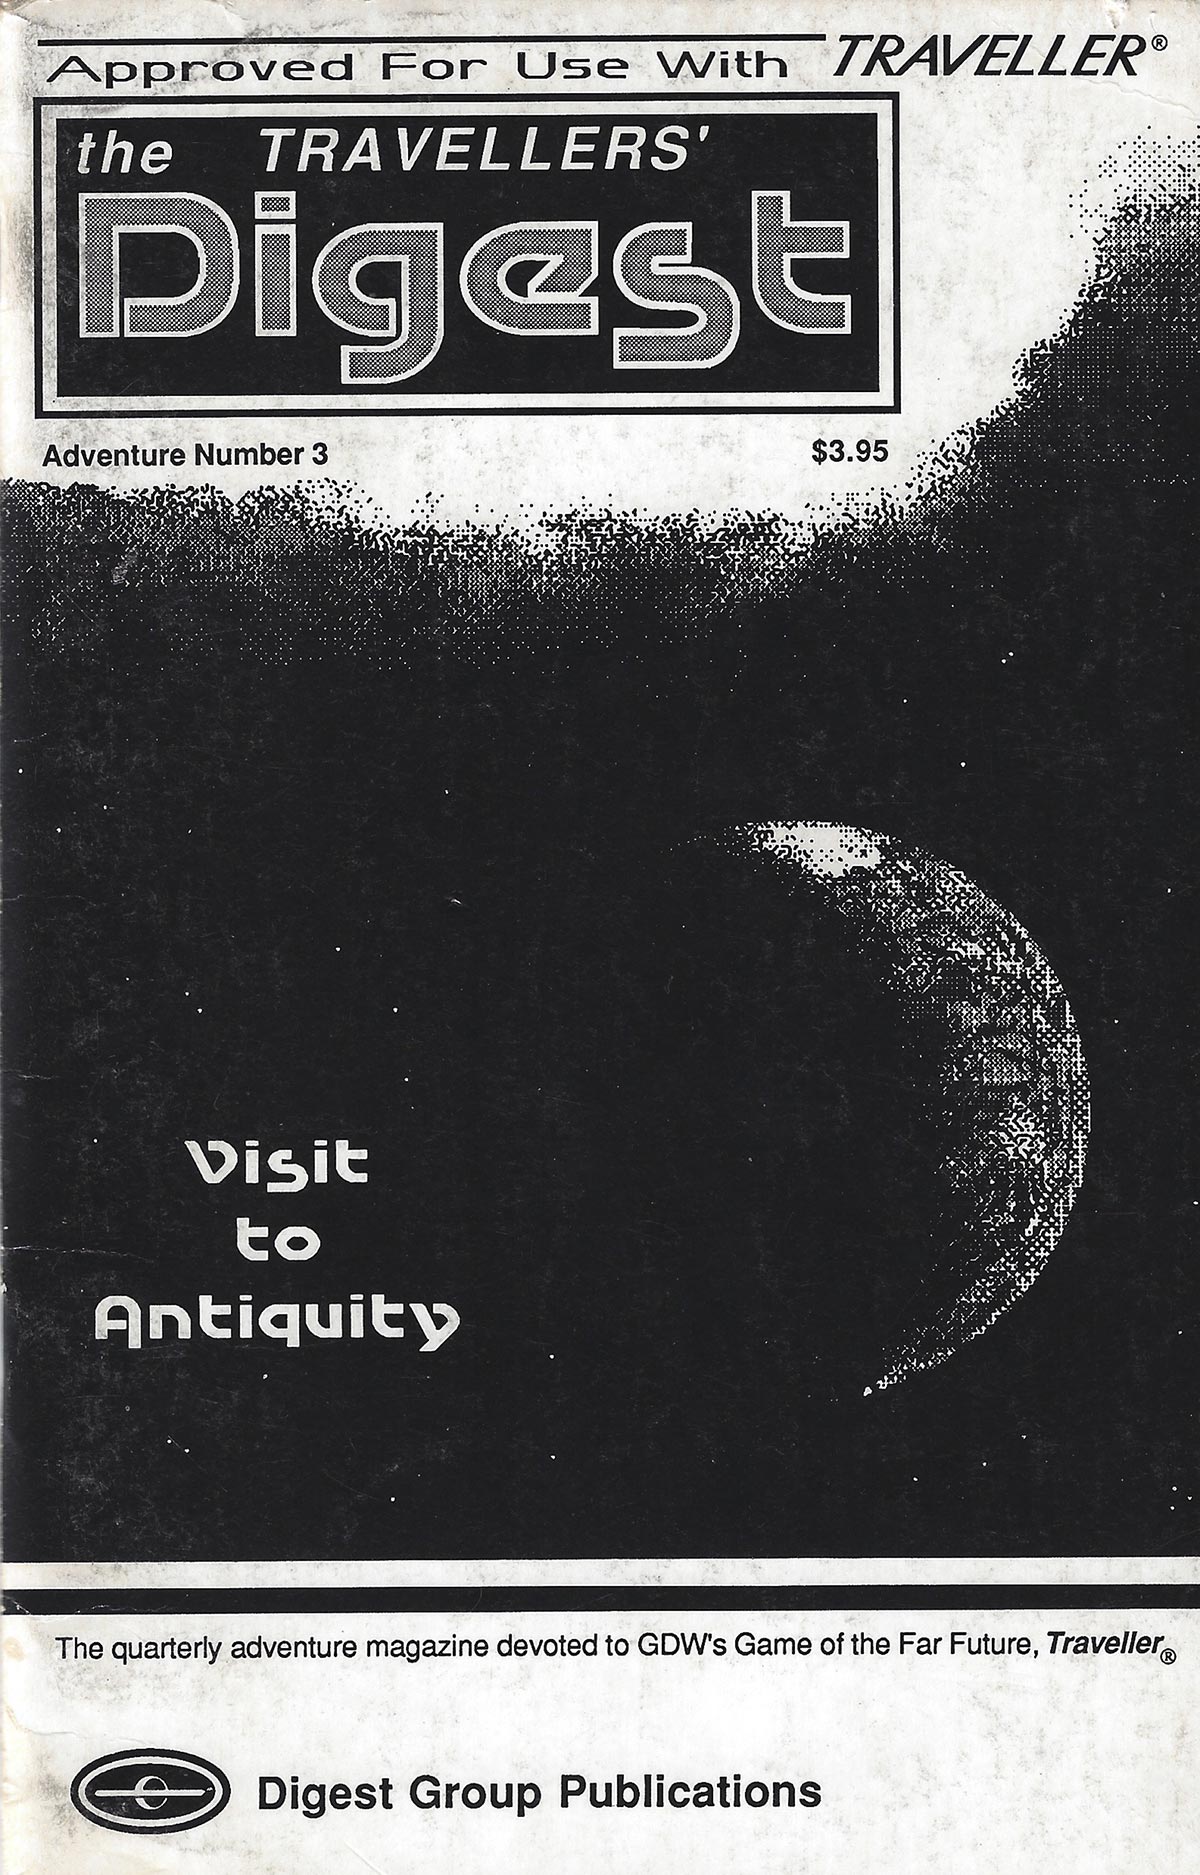 Approved For Use With TRAVELLER®
the TRAVELLERS'
Digest
Adventure Number 3
$3.95
Visit
to
Antiquity
The quarterly adventure magazine devoted to GDW's Game of the Far Future, Traveller®
Digest Group Publications